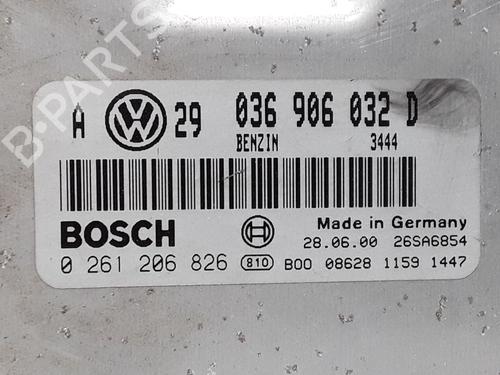 B-PARTS
A 29 036 906 032 D
BENZIN 3444
BOSCH
Made in Germany
28.06.00 26SA6854
0 261 206 826 810 B00 08628 1159 1447